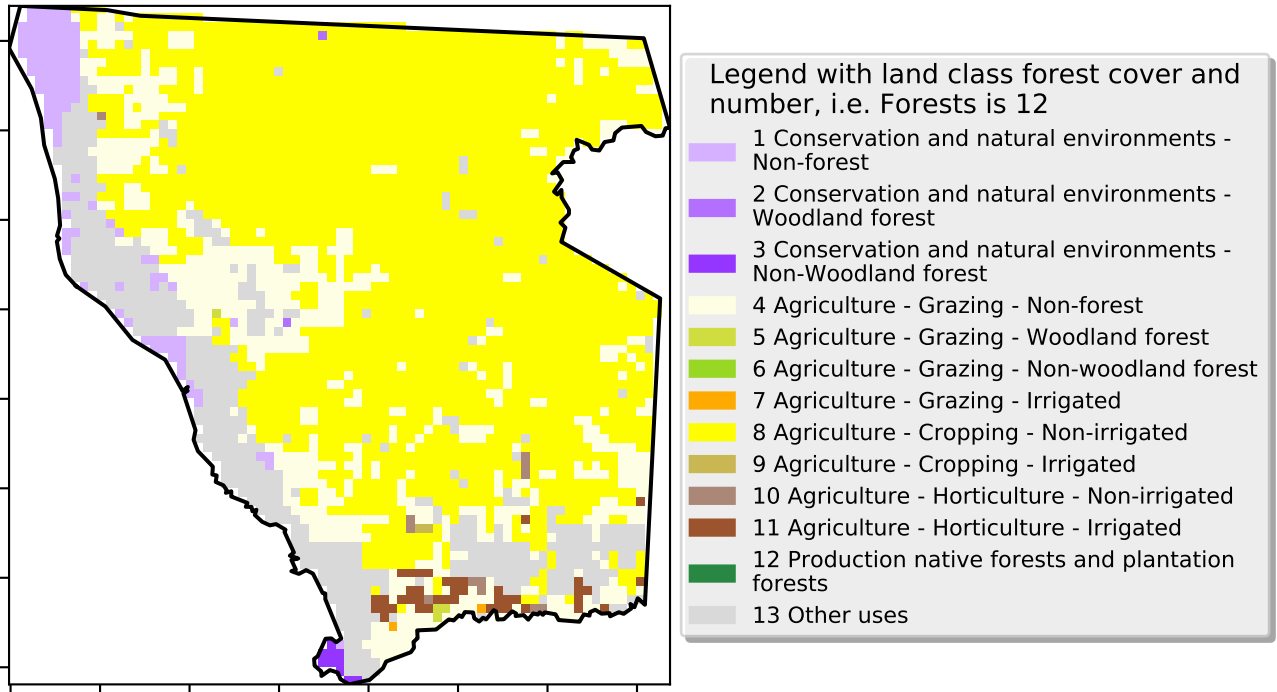 Legend with land class forest cover and
number, i.e. Forests is 12
1 Conservation and natural environments -
Non-forest
2 Conservation and natural environments -
Woodland forest
3 Conservation and natural environments -
Non-Woodland forest
4 Agriculture - Grazing - Non-forest
5 Agriculture - Grazing - Woodland forest
6 Agriculture - Grazing - Non-woodland forest
7 Agriculture - Grazing - Irrigated
8 Agriculture - Cropping - Non-irrigated
9 Agriculture - Cropping - Irrigated
10 Agriculture - Horticulture - Non-irrigated
11 Agriculture - Horticulture - Irrigated
12 Production native forests and plantation
forests
13 Other uses